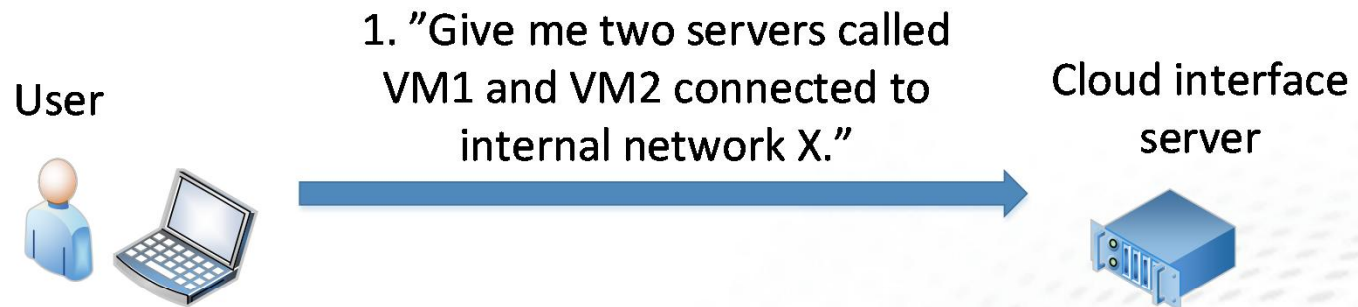 User
1. ”Give me two servers called
VM1 and VM2 connected to
internal network X.”
Cloud interface
server